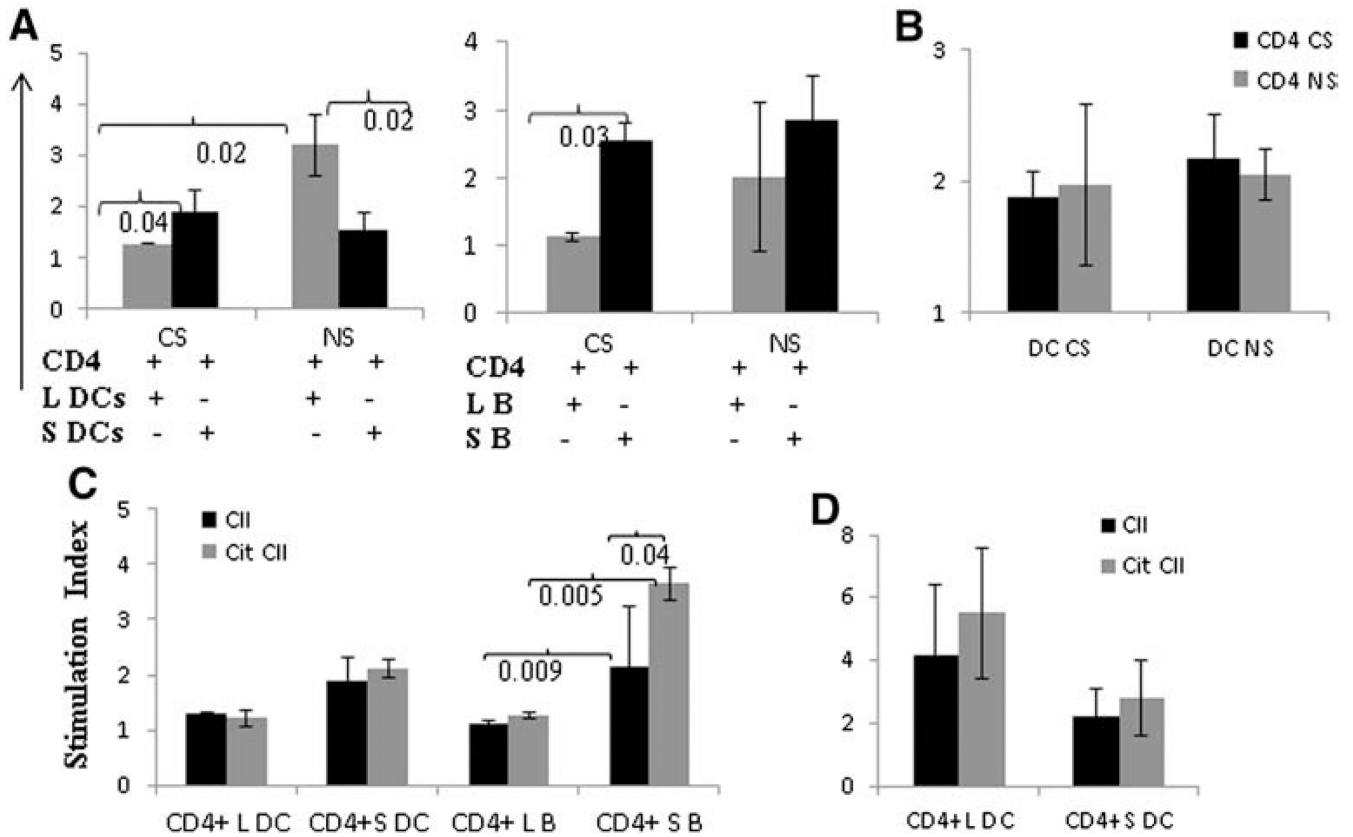 A
5
4
3
2
1
0
0.04
0.02
0.02
CS NS
CD4 + + + +
L DCs + - + -
S DCs - + - +
4
3
2
1
0
0.03
CS NS
CD4 + + + +
L B + - + -
S B - + - +
B
CD4 CS
CD4 NS
3
2
1
DC CS DC NS
C
Stimulation Index
CII
Cit CII
5
4
3
2
1
0
0.04
0.005
0.009
CD4+ L DC CD4+S DC CD4+ L B CD4+ S B
D
CII
Cit CII
8
6
4
2
0
CD4+L DC CD4+S DC